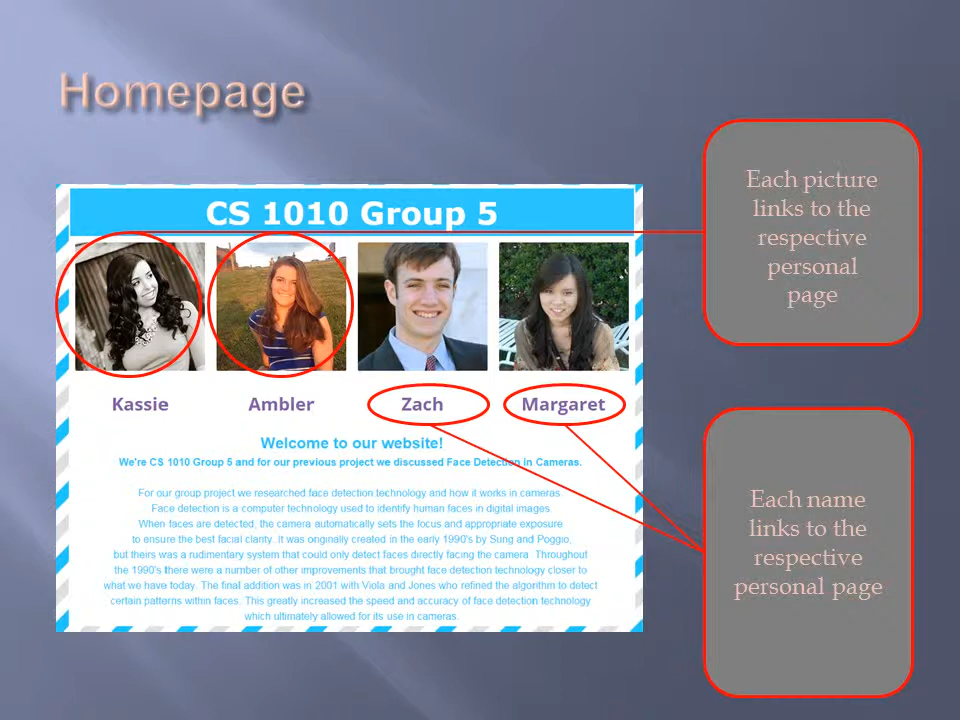 Homepage
CS 1010 Group 5
Kassie
Ambler
Zach
Margaret
Welcome to our website!
We're CS 1010 Group 5 and for our previous project we discussed Face Detection in Cameras.
For our group project we researched face detection technology and how it works in cameras
Face detection is a computer technology used to identify human faces in digital images.
When faces are detected, the camera automatically sets the focus and appropriate exposure
to ensure the best facial clarity. It was originally created in the early 1990's by Sung and Poggio,
but theirs was a rudimentary system that could only detect faces directly facing the camera. Throughout
the 1990's there were a number of other improvements that brought face detection technology closer to
what we have today. The final addition was in 2001 with Viola and Jones who refined the algorithm to detect
certain patterns within faces. This greatly increased the speed and accuracy of face detection technology
which ultimately allowed for its use in cameras.
Each picture
links to the
respective
personal
page
Each name
links to the
respective
personal page